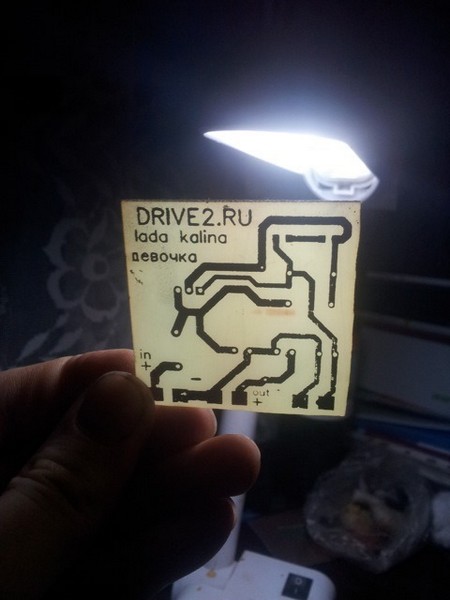 DRIVE2.RU
lada kalina
девочка
in
+
-
out
+